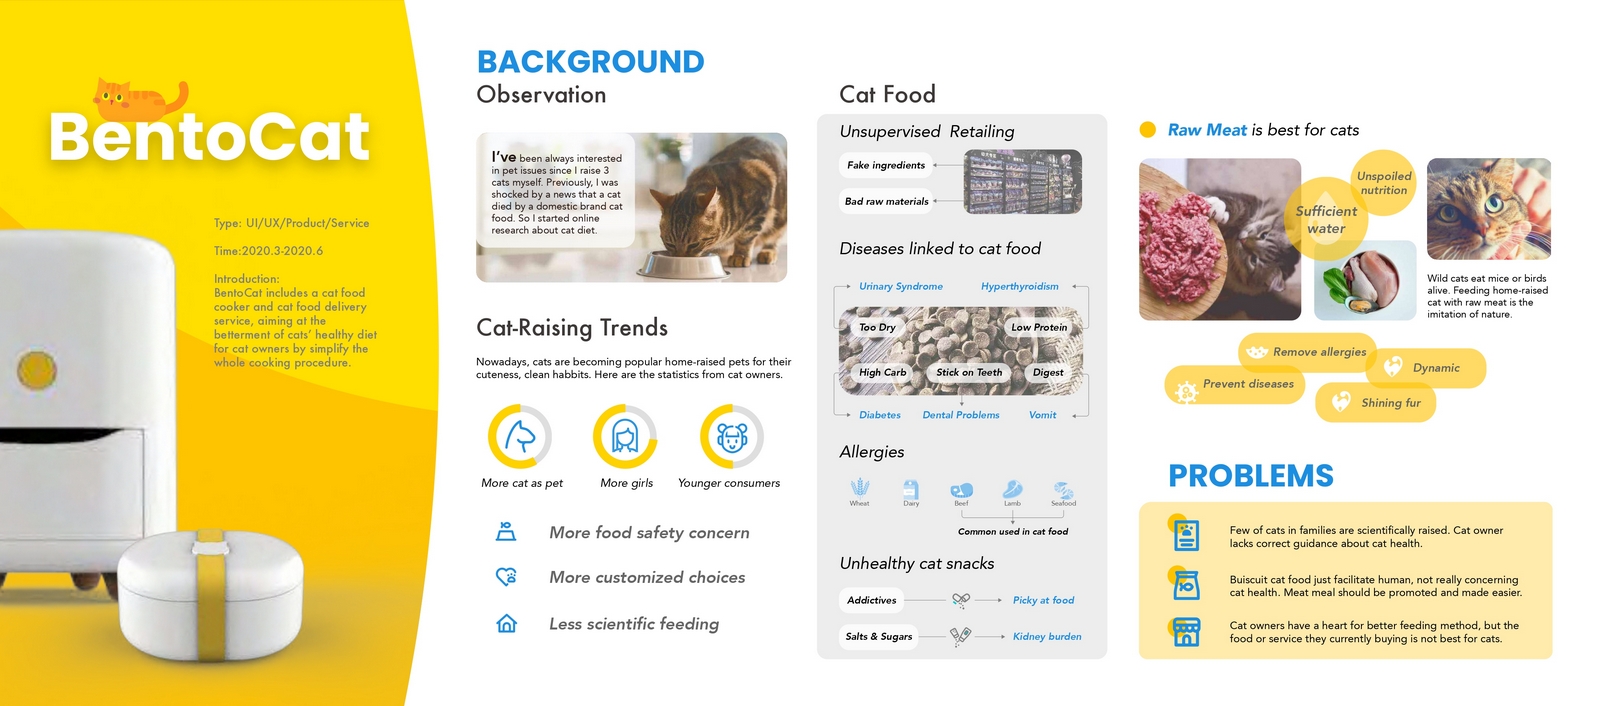 BentoCat
Type: UI/UX/Product/Service
Time:2020.3-2020.6
Introduction:
BentoCat includes a cat food
cooker and cat food delivery
service, aiming at the
betterment of cats' healthy diet
for cat owners by simplify the
whole cooking procedure.
BACKGROUND
Observation
I've been always interested
in pet issues since I raise 3
cats myself. Previously, I was
shocked by a news that a cat
died by a domestic brand cat
food. So I started online
research about cat diet.
Cat-Raising Trends
Nowadays, cats are becoming popular home-raised pets for their
cuteness, clean habbits. Here are the statistics from cat owners.
More cat as pet
More girls
Younger consumers
More food safety concern
More customized choices
Less scientific feeding
Cat Food
Unsupervised Retailing
Fake ingredients
Bad raw materials
Diseases linked to cat food
Urinary Syndrome
Hyperthyroidism
Too Dry
Low Protein
High Carb
Stick on Teeth
Digest
Diabetes
Dental Problems
Vomit
Allergies
Wheat
Dairy
Beef
Lamb
Seafood
Common used in cat food
Unhealthy cat snacks
Addictives
Picky at food
Salts & Sugars
Kidney burden
Raw Meat is best for cats
Unspoiled
nutrition
Sufficient
water
Wild cats eat mice or birds
alive. Feeding home-raised
cat with raw meat is the
imitation of nature.
Remove allergies
Dynamic
Prevent diseases
Shining fur
PROBLEMS
Few of cats in families are scientifically raised. Cat owner
lacks correct guidance about cat health.
Buiscuit cat food just facilitate human, not really concerning
cat health. Meat meal should be promoted and made easier.
Cat owners have a heart for better feeding method, but the
food or service they currently buying is not best for cats.